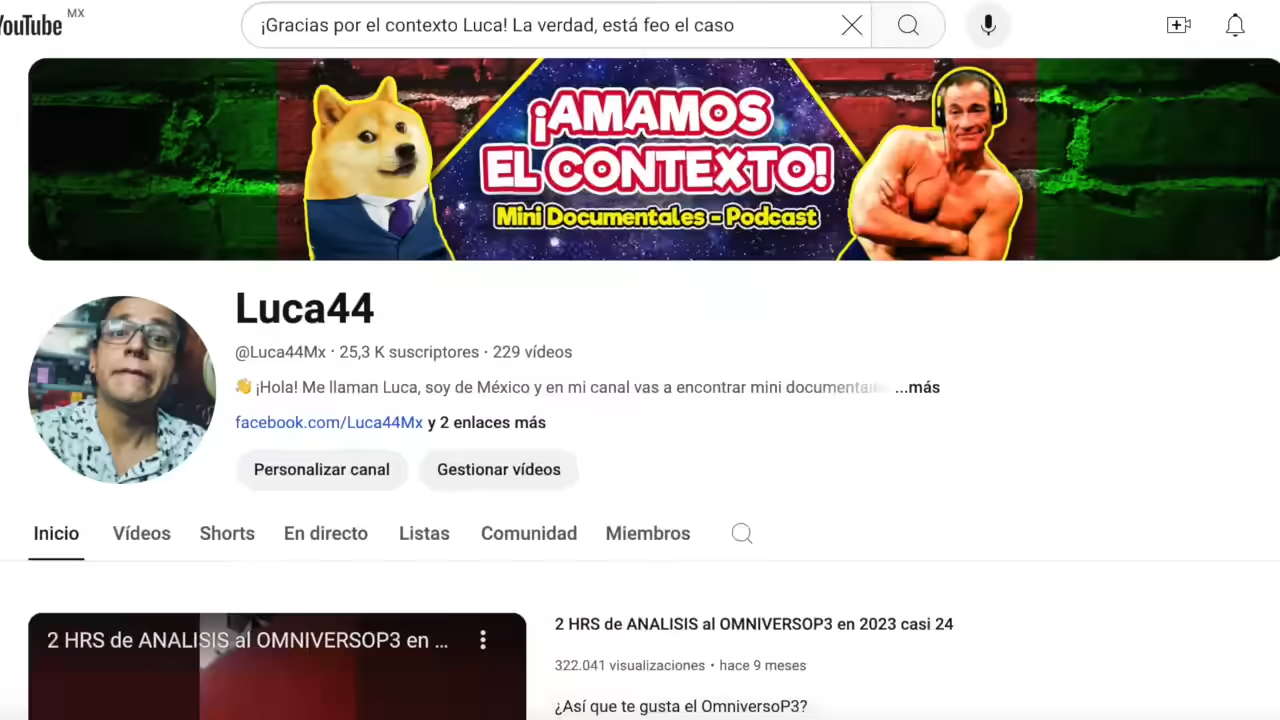 YouTube MX
¡Gracias por el contexto Luca! La verdad, está feo el caso
¡AMAMOS
EL CONTEXTO!
Mini Documentales - Podcast
Luca44
@Luca44Mx · 25,3 K suscriptores · 229 vídeos
👋 ¡Hola! Me llaman Luca, soy de México y en mi canal vas a encontrar mini documenta ...más
facebook.com/Luca44Mx y 2 enlaces más
Personalizar canal Gestionar vídeos
Inicio Vídeos Shorts En directo Listas Comunidad Miembros
2 HRS de ANALISIS al OMNIVERSOP3 en ...
2 HRS de ANALISIS al OMNIVERSOP3 en 2023 casi 24
322.041 visualizaciones • hace 9 meses
¿Así que te gusta el OmniversoP3?